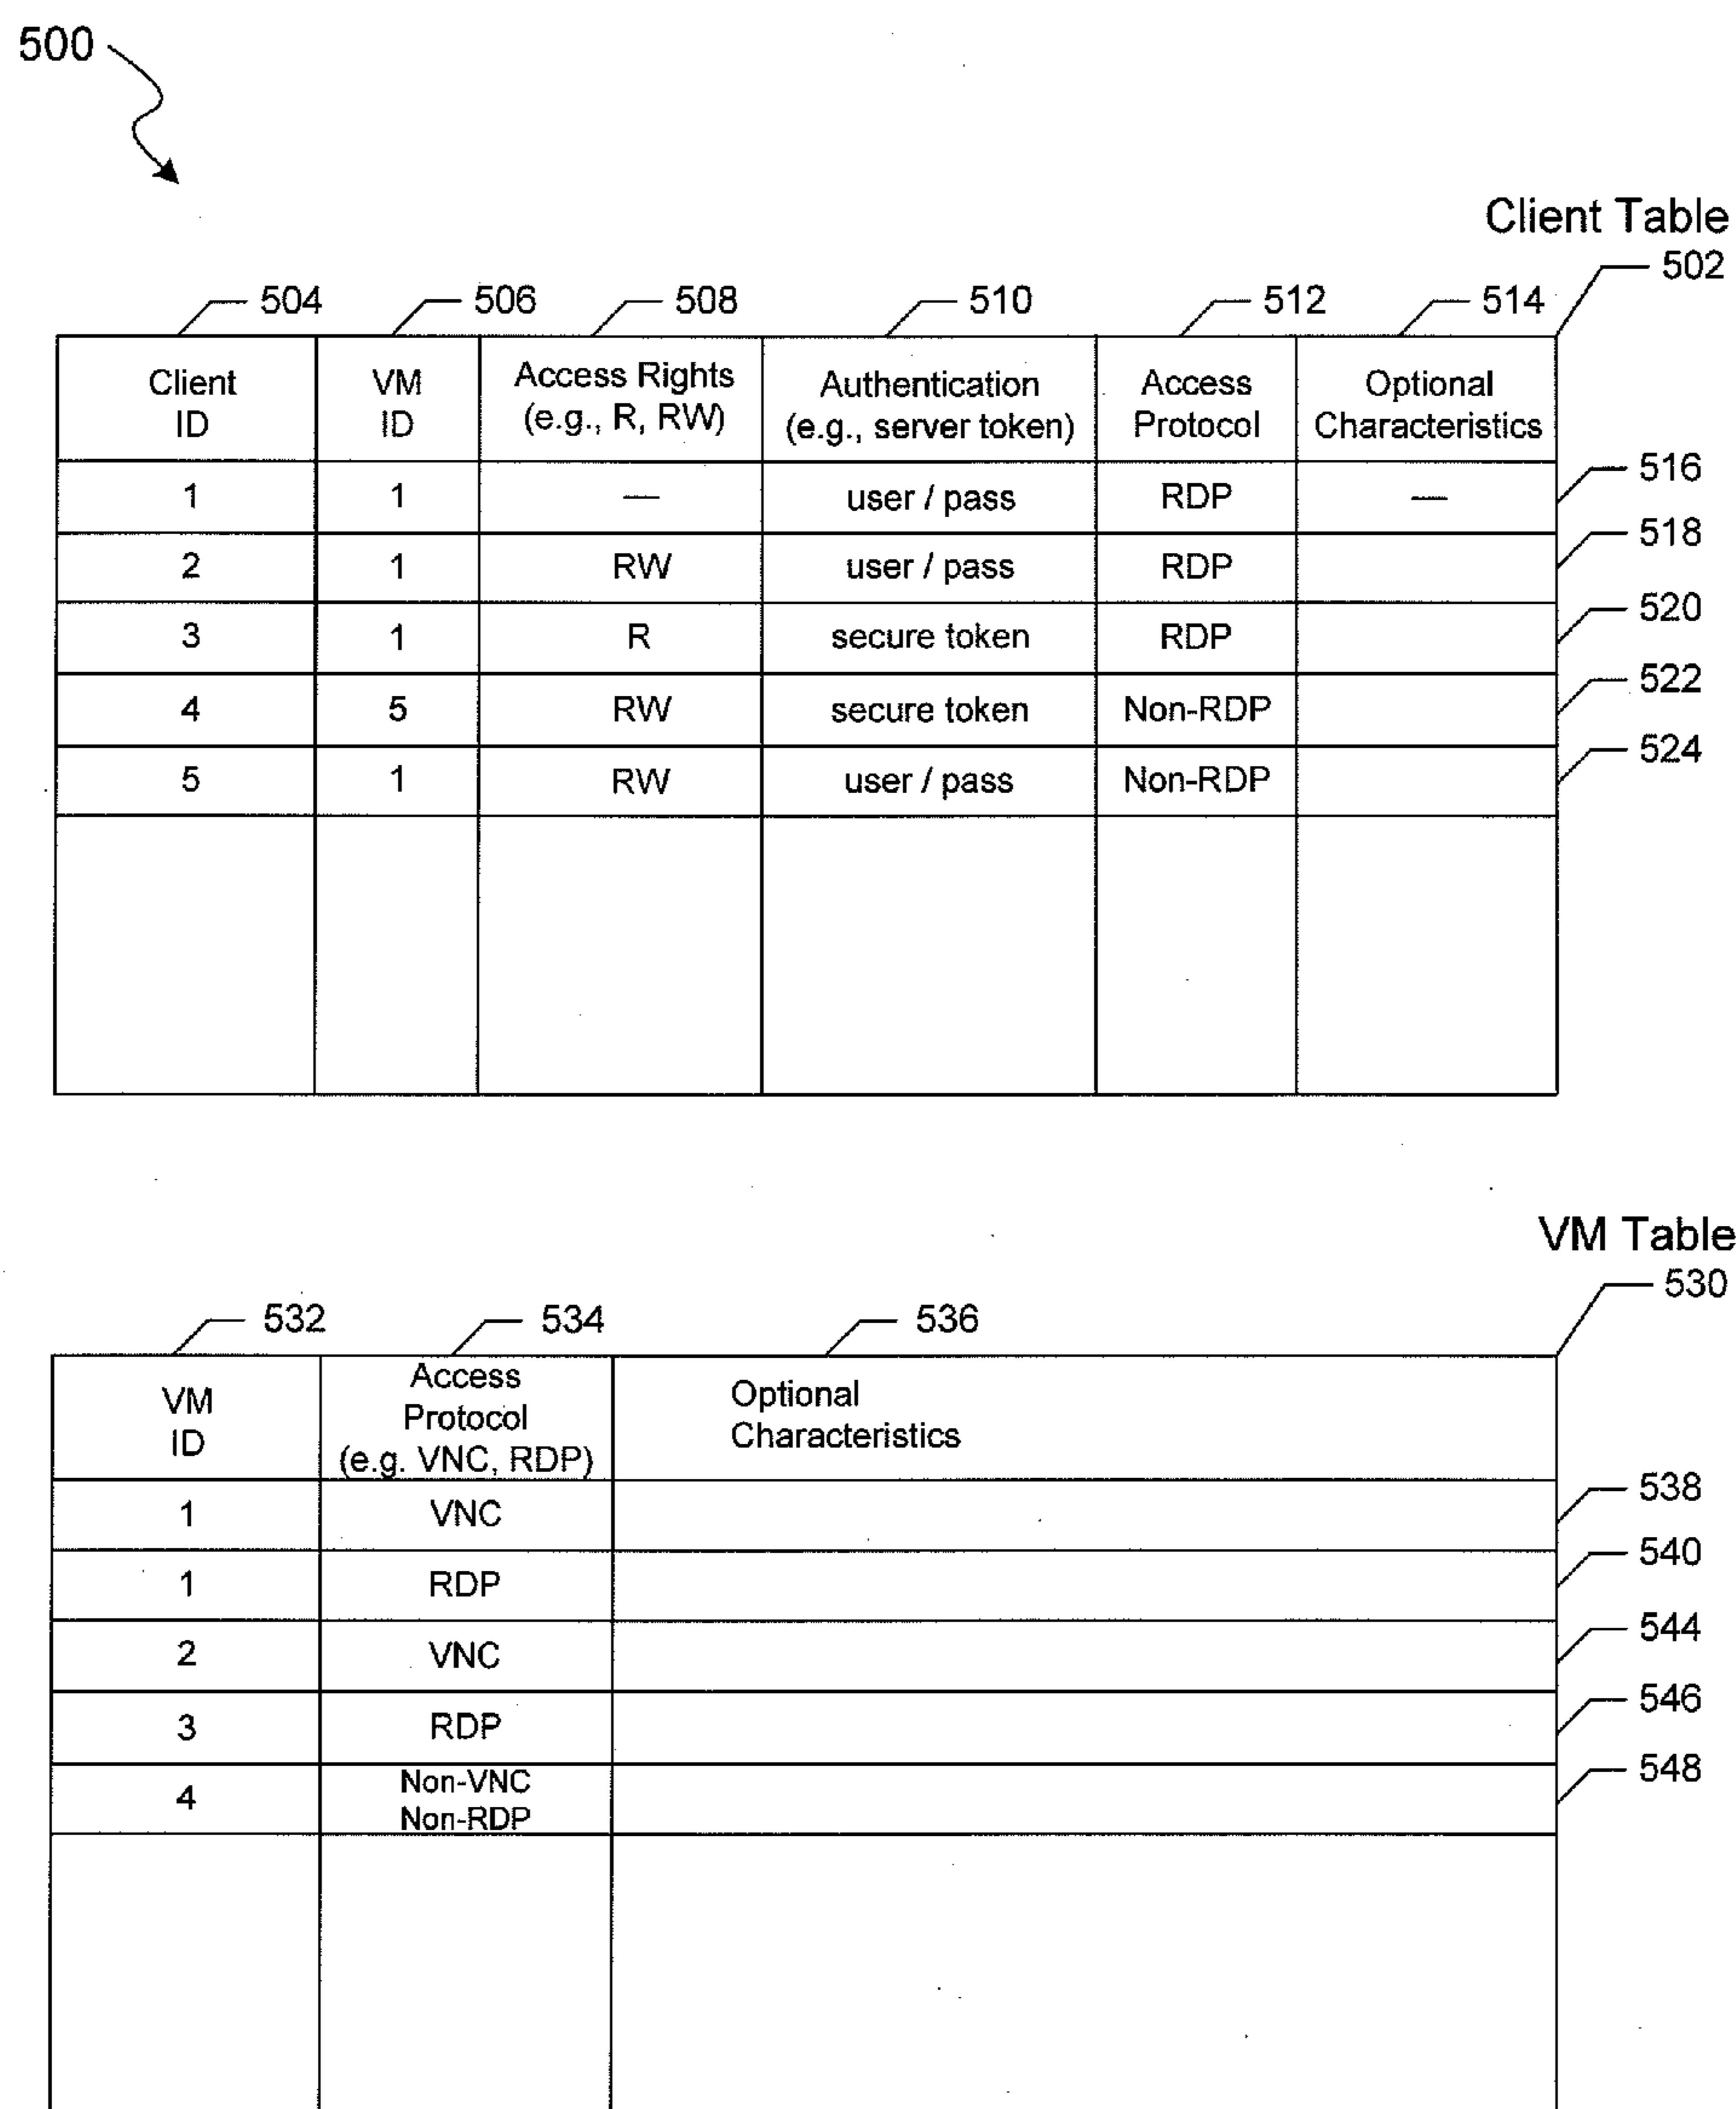 500
Client Table
502
504 506 508 510 512 514
Client ID VM ID Access Rights (e.g., R, RW) Authentication (e.g., server token) Access Protocol Optional Characteristics
1 1 — user / pass RDP —
516
2 1 RW user / pass RDP
518
3 1 R secure token RDP
520
4 5 RW secure token Non-RDP
522
5 1 RW user / pass Non-RDP
524
VM Table
530
532 534 536
VM ID Access Protocol (e.g. VNC, RDP) Optional Characteristics
1 VNC
538
1 RDP
540
2 VNC
544
3 RDP
546
4 Non-VNC Non-RDP
548